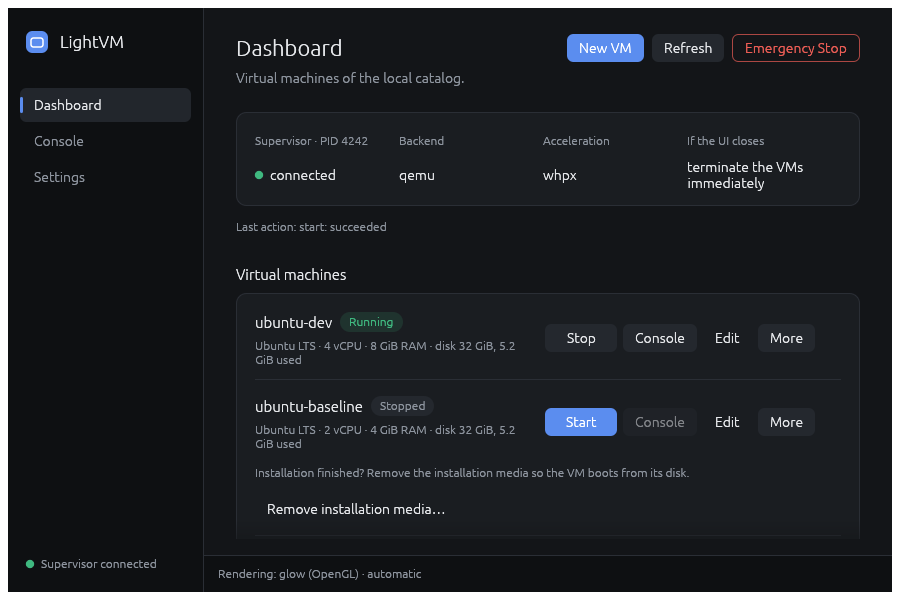 LightVM
Dashboard
Console
Settings
Supervisor connected
Dashboard
New VM
Refresh
Emergency Stop
Virtual machines of the local catalog.
Supervisor · PID 4242
Backend
Acceleration
If the UI closes
connected
qemu
whpx
terminate the VMs
immediately
Last action: start: succeeded
Virtual machines
ubuntu-dev
Running
Ubuntu LTS · 4 vCPU · 8 GiB RAM · disk 32 GiB, 5.2
GiB used
Stop
Console
Edit
More
ubuntu-baseline
Stopped
Ubuntu LTS · 2 vCPU · 4 GiB RAM · disk 32 GiB, 5.2
GiB used
Start
Console
Edit
More
Installation finished? Remove the installation media so the VM boots from its disk.
Remove installation media…
Rendering: glow (OpenGL) · automatic